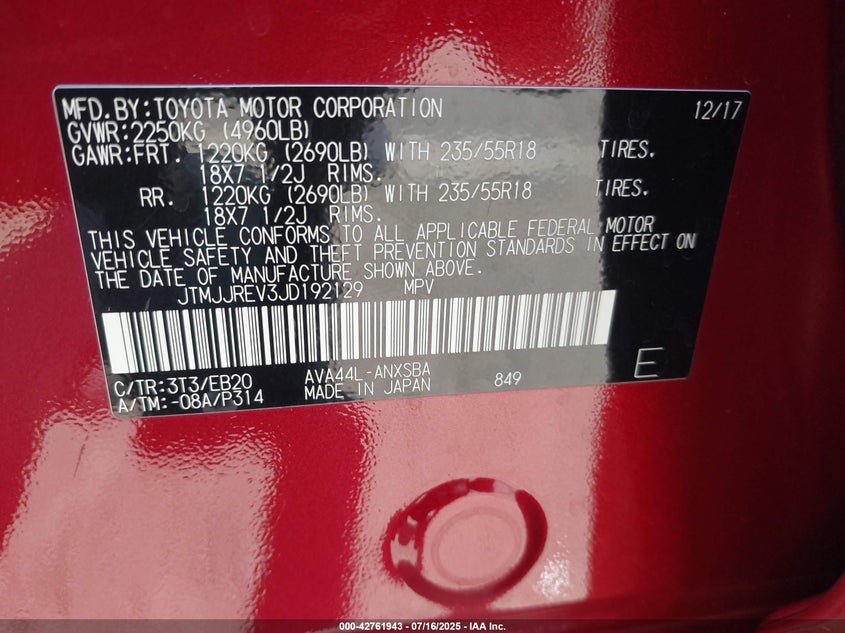 MFD.BY:TOYOTA MOTOR CORPORATION 12/17
GVWR:2250KG (4960LB)
GAWR:FRT. 1220KG (2690LB) WITH 235/55R18 TIRES.
18X7 1/2J RIMS.
RR. 1220KG (2690LB) WITH 235/55R18 TIRES.
18X7 1/2J RIMS.
THIS VEHICLE CONFORMS TO ALL APPLICABLE FEDERAL MOTOR
VEHICLE SAFETY AND THEFT PREVENTION STANDARDS IN EFFECT ON
THE DATE OF MANUFACTURE SHOWN ABOVE.
JTMJJREV3JD192129 MPV
C/TR:3T3/EB20 AVA44L-ANXSBA
A/TM:-08A/P314 MADE IN JAPAN 849
E
000-42761943 - 07/16/2025 - IAA Inc.